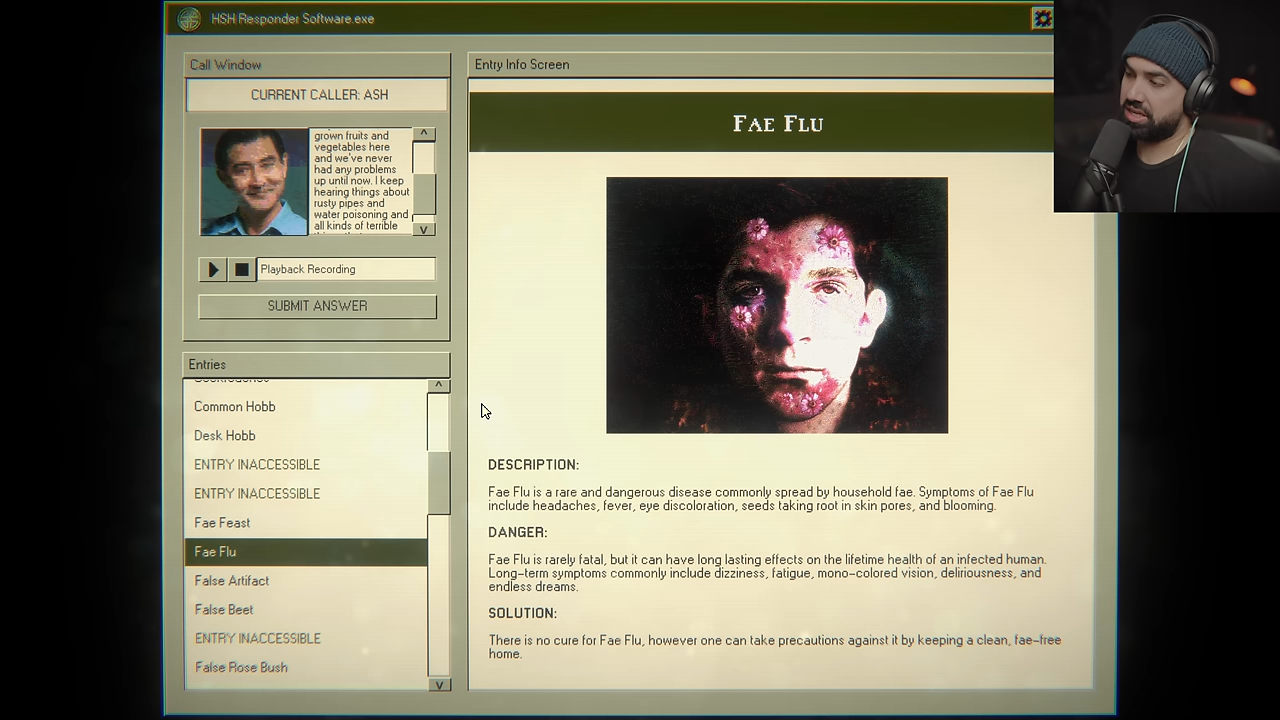 HSH Responder Software.exe
Call Window
CURRENT CALLER: ASH
grown fruits and
vegetables here
and we've never
had any problems
up until now. I keep
hearing things about
rusty pipes and
water poisoning and
all kinds of terrible
Playback Recording
SUBMIT ANSWER
Entries
Common Hobb
Desk Hobb
ENTRY INACCESSIBLE
ENTRY INACCESSIBLE
Fae Feast
Fae Flu
False Artifact
False Beet
ENTRY INACCESSIBLE
False Rose Bush
Entry Info Screen
FAE FLU
DESCRIPTION:
Fae Flu is a rare and dangerous disease commonly spread by household fae. Symptoms of Fae Flu
include headaches, fever, eye discoloration, seeds taking root in skin pores, and blooming.
DANGER:
Fae Flu is rarely fatal, but it can have long lasting effects on the lifetime health of an infected human.
Long-term symptoms commonly include dizziness, fatigue, mono-colored vision, deliriousness, and
endless dreams.
SOLUTION:
There is no cure for Fae Flu, however one can take precautions against it by keeping a clean, fae-free
home.